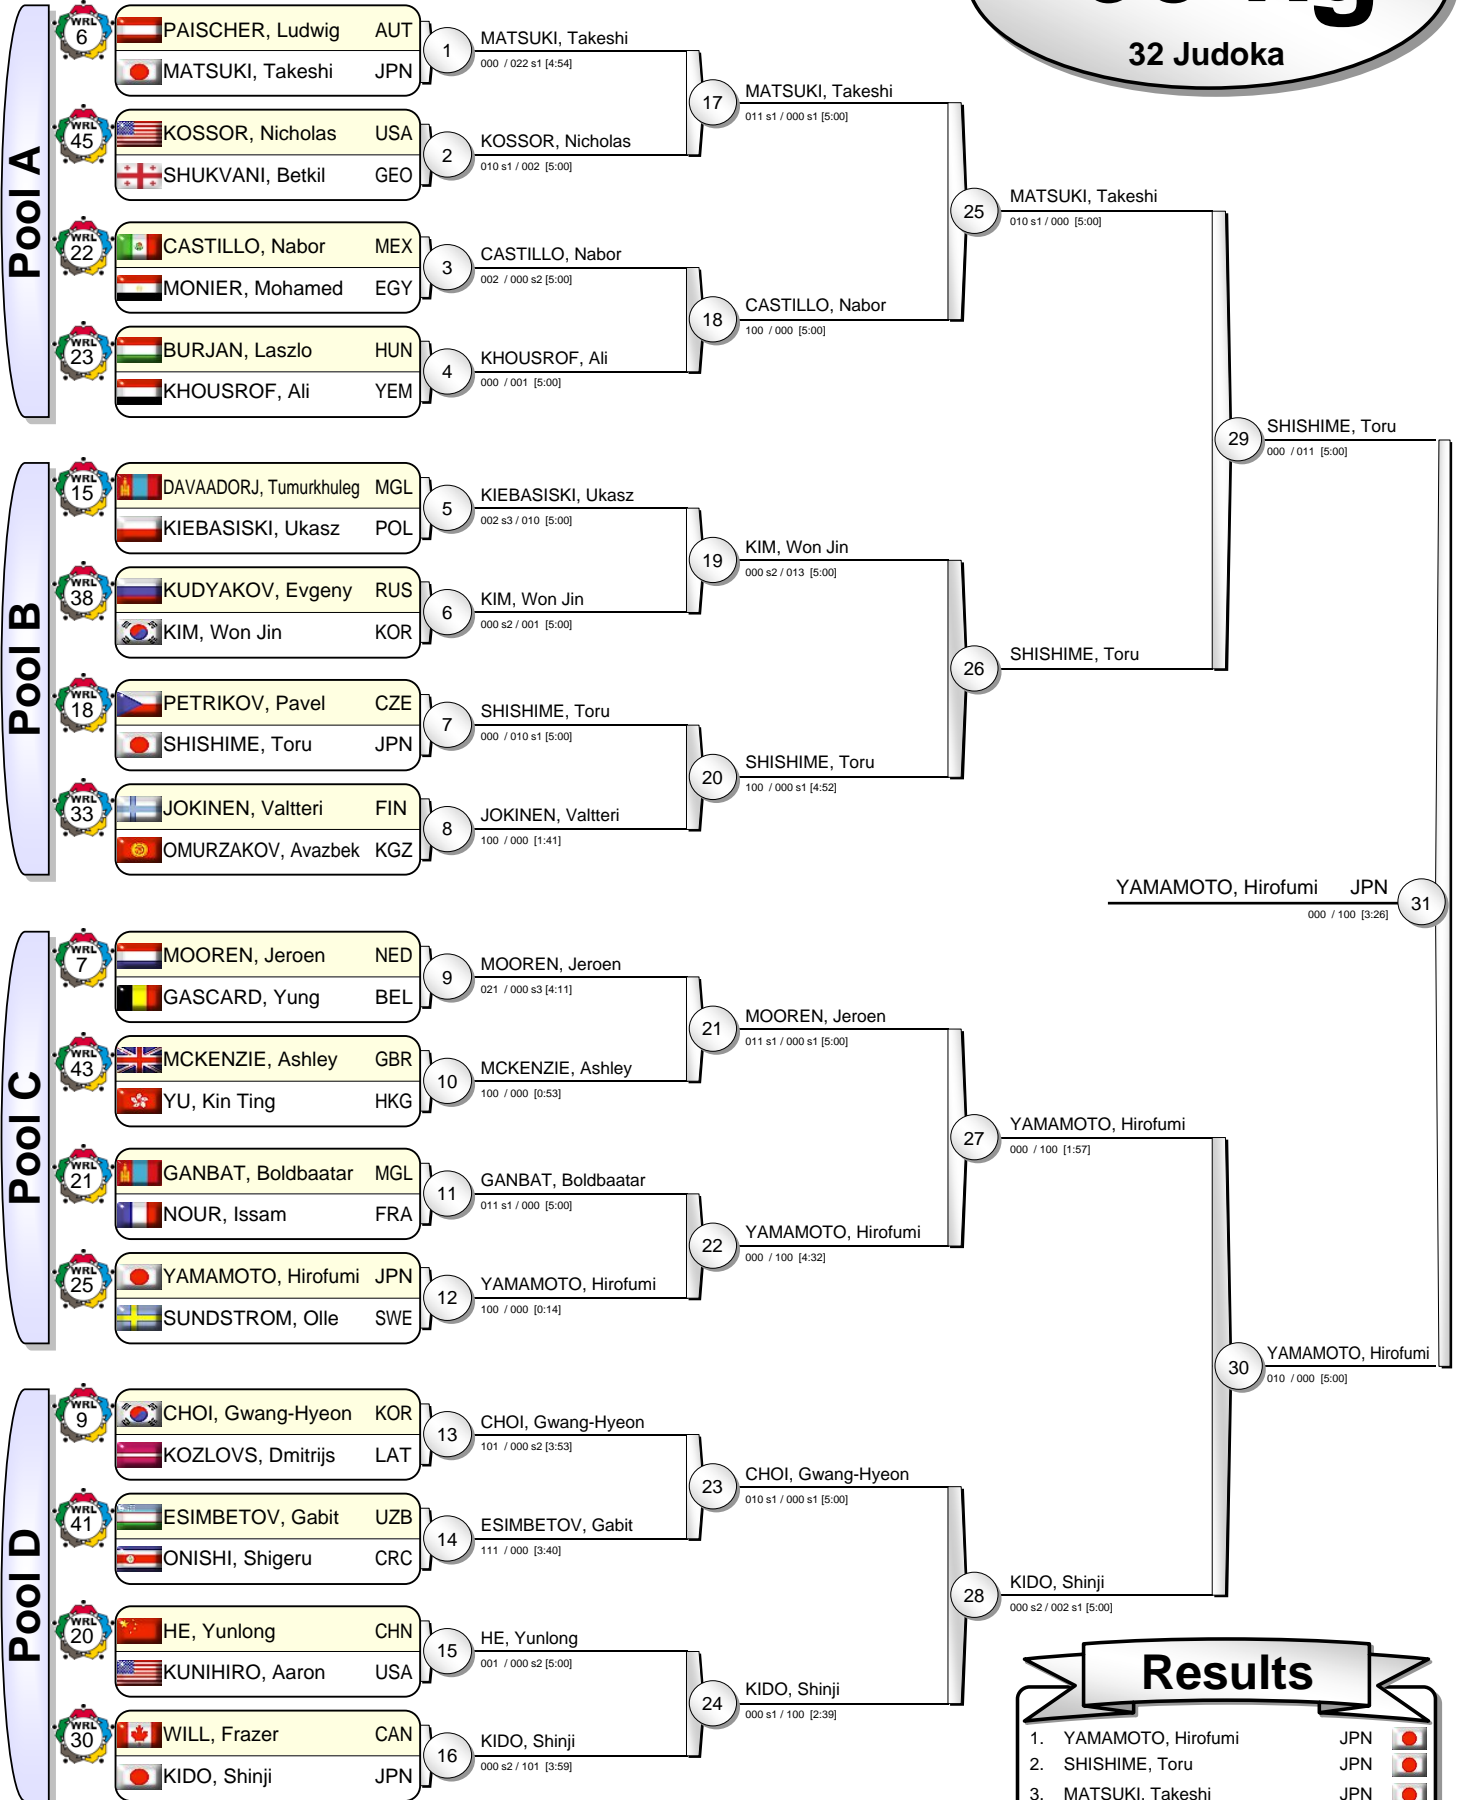 32 Judoka
Pool A
WRL 6
PAISCHER, Ludwig AUT
MATSUKI, Takeshi JPN
WRL 45
KOSSOR, Nicholas USA
SHUKVANI, Betkil GEO
WRL 22
CASTILLO, Nabor MEX
MONIER, Mohamed EGY
WRL 23
BURJAN, Laszlo HUN
KHOUSROF, Ali YEM
1
MATSUKI, Takeshi
000 / 022 s1 [4:54]
2
KOSSOR, Nicholas
010 s1 / 002 [5:00]
3
CASTILLO, Nabor
002 / 000 s2 [5:00]
4
KHOUSROF, Ali
000 / 001 [5:00]
17
MATSUKI, Takeshi
011 s1 / 000 s1 [5:00]
18
CASTILLO, Nabor
100 / 000 [5:00]
25
MATSUKI, Takeshi
010 s1 / 000 [5:00]
Pool B
WRL 15
DAVAADORJ, Tumurkhuleg MGL
KIEBASISKI, Ukasz POL
WRL 38
KUDYAKOV, Evgeny RUS
KIM, Won Jin KOR
WRL 18
PETRIKOV, Pavel CZE
SHISHIME, Toru JPN
WRL 33
JOKINEN, Valtteri FIN
OMURZAKOV, Avazbek KGZ
5
KIEBASISKI, Ukasz
002 s3 / 010 [5:00]
6
KIM, Won Jin
000 s2 / 001 [5:00]
7
SHISHIME, Toru
000 / 010 s1 [5:00]
8
JOKINEN, Valtteri
100 / 000 [1:41]
19
KIM, Won Jin
000 s2 / 013 [5:00]
20
SHISHIME, Toru
100 / 000 s1 [4:52]
26
SHISHIME, Toru
29
SHISHIME, Toru
000 / 011 [5:00]
YAMAMOTO, Hirofumi JPN
31
000 / 100 [3:26]
Pool C
WRL 7
MOOREN, Jeroen NED
GASCARD, Yung BEL
WRL 43
MCKENZIE, Ashley GBR
YU, Kin Ting HKG
WRL 21
GANBAT, Boldbaatar MGL
NOUR, Issam FRA
WRL 25
YAMAMOTO, Hirofumi JPN
SUNDSTROM, Olle SWE
9
MOOREN, Jeroen
021 / 000 s3 [4:11]
10
MCKENZIE, Ashley
100 / 000 [0:53]
11
GANBAT, Boldbaatar
011 s1 / 000 [5:00]
12
YAMAMOTO, Hirofumi
100 / 000 [0:14]
21
MOOREN, Jeroen
011 s1 / 000 s1 [5:00]
22
YAMAMOTO, Hirofumi
000 / 100 [4:32]
27
YAMAMOTO, Hirofumi
000 / 100 [1:57]
Pool D
WRL 9
CHOI, Gwang-Hyeon KOR
KOZLOVS, Dmitrijs LAT
WRL 41
ESIMBETOV, Gabit UZB
ONISHI, Shigeru CRC
WRL 20
HE, Yunlong CHN
KUNIHIRO, Aaron USA
WRL 30
WILL, Frazer CAN
KIDO, Shinji JPN
13
CHOI, Gwang-Hyeon
101 / 000 s2 [3:53]
14
ESIMBETOV, Gabit
111 / 000 [3:40]
15
HE, Yunlong
001 / 000 s2 [5:00]
16
KIDO, Shinji
000 s2 / 101 [3:59]
23
CHOI, Gwang-Hyeon
010 s1 / 000 s1 [5:00]
24
KIDO, Shinji
000 s1 / 100 [2:39]
28
KIDO, Shinji
000 s2 / 002 s1 [5:00]
30
YAMAMOTO, Hirofumi
010 / 000 [5:00]
Results
1. YAMAMOTO, Hirofumi JPN
2. SHISHIME, Toru JPN
3. MATSUKI, Takeshi JPN